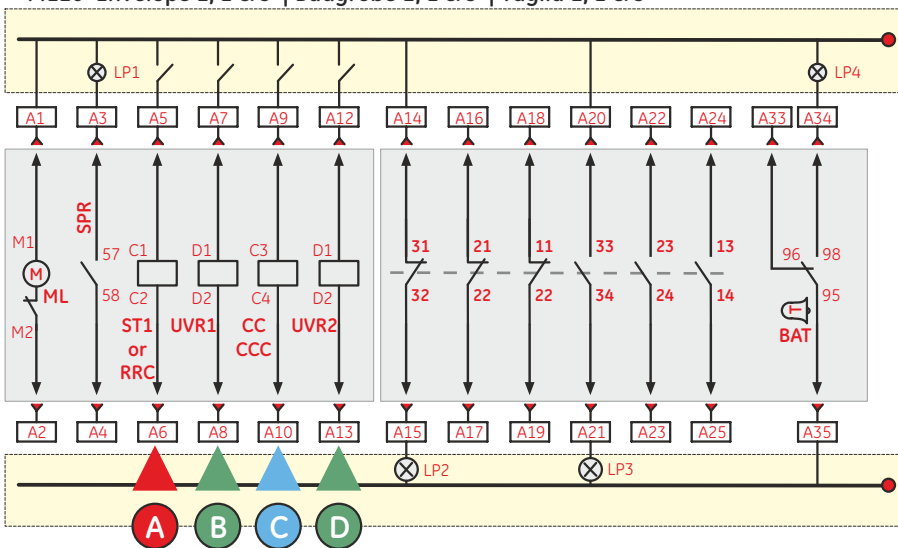 Envelope | Baugröße | Taglia
LP1
LP4
A1 A3 A5 A7 A9 A12 A14 A16 A18 A20 A22 A24 A33 A34
SPR
M1 57 C1 D1 C3 D1 31 21 11 33 23 13 96 98
M
ML 58 C2 D2 C4 D2 32 22 22 34 24 14 95
M2
T
ST1 UVR1 CC UVR2 BAT
or CCC
RRC
A2 A4 A6 A8 A10 A13 A15 A17 A19 A21 A23 A25 A35
LP2 LP3
A B C D